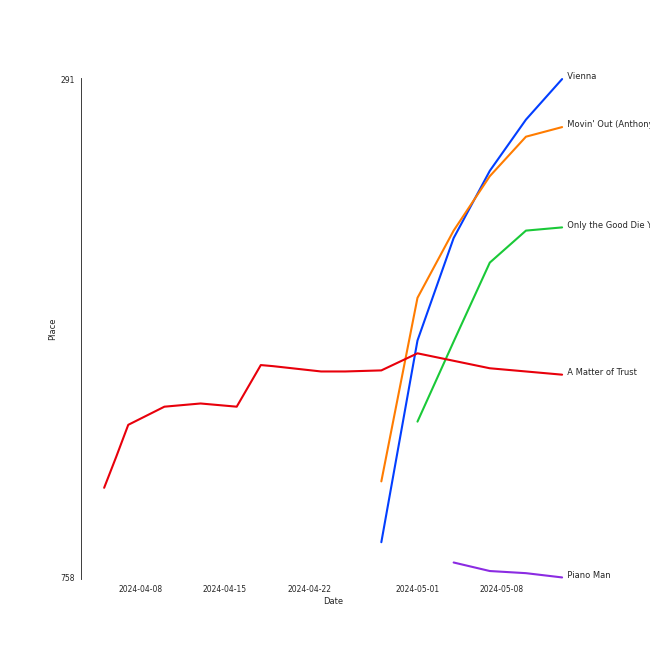 291
Vienna
Movin' Out (Anthony
Only the Good Die Y
Place
A Matter of Trust
758
Piano Man
2024-04-08
2024-04-15
2024-04-22
2024-05-01
2024-05-08
Date